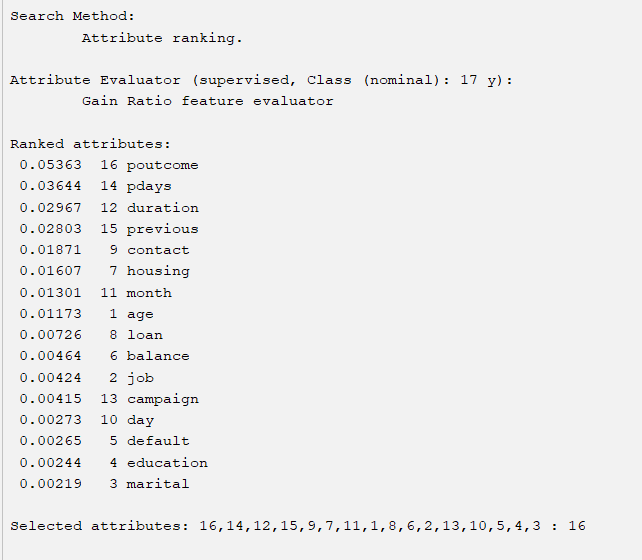 Search Method:
Attribute ranking.
Attribute Evaluator (supervised, Class (nominal): 17 y):
Gain Ratio feature evaluator
Ranked attributes:
0.05363 16 poutcome
0.03644 14 pdays
0.02967 12 duration
0.02803 15 previous
0.01871 9 contact
0.01607 7 housing
0.01301 11 month
0.01173 1 age
0.00726 8 loan
0.00464 6 balance
0.00424 2 job
0.00415 13 campaign
0.00273 10 day
0.00265 5 default
0.00244 4 education
0.00219 3 marital
Selected attributes: 16,14,12,15,9,7,11,1,8,6,2,13,10,5,4,3 : 16